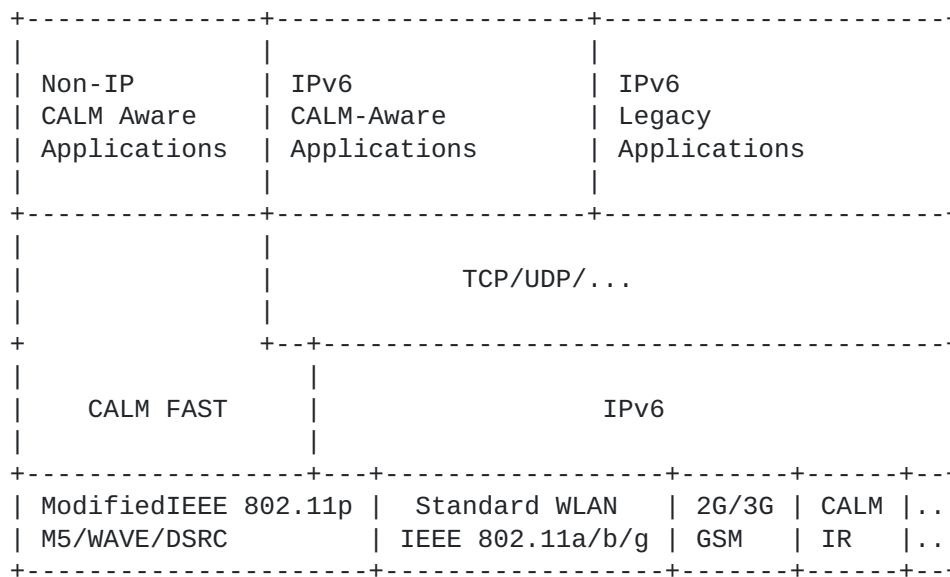 Non-IP IPv6 IPv6
CALM Aware CALM-Aware Legacy
Applications Applications Applications
TCP/UDP/...
CALM FAST IPv6
ModifiedIEEE 802.11p Standard WLAN 2G/3G CALM ..
M5/WAVE/DSRC IEEE 802.11a/b/g GSM IR ..